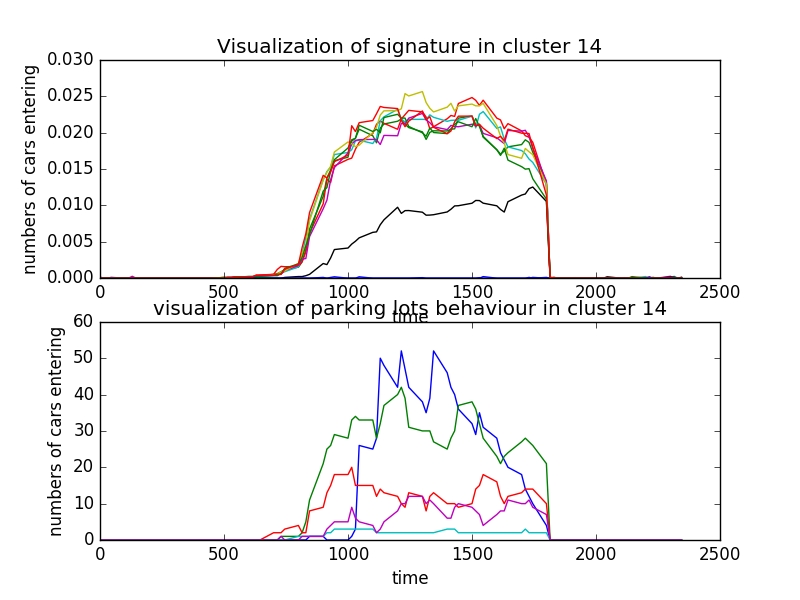 Visualization of signature in cluster 14
numbers of cars entering
0.030
0.025
0.020
0.015
0.010
0.005
0.000
0 500 1000 1500 2000 2500
time
visualization of parking lots behaviour in cluster 14
numbers of cars entering
60
50
40
30
20
10
0
0 500 1000 1500 2000 2500
time